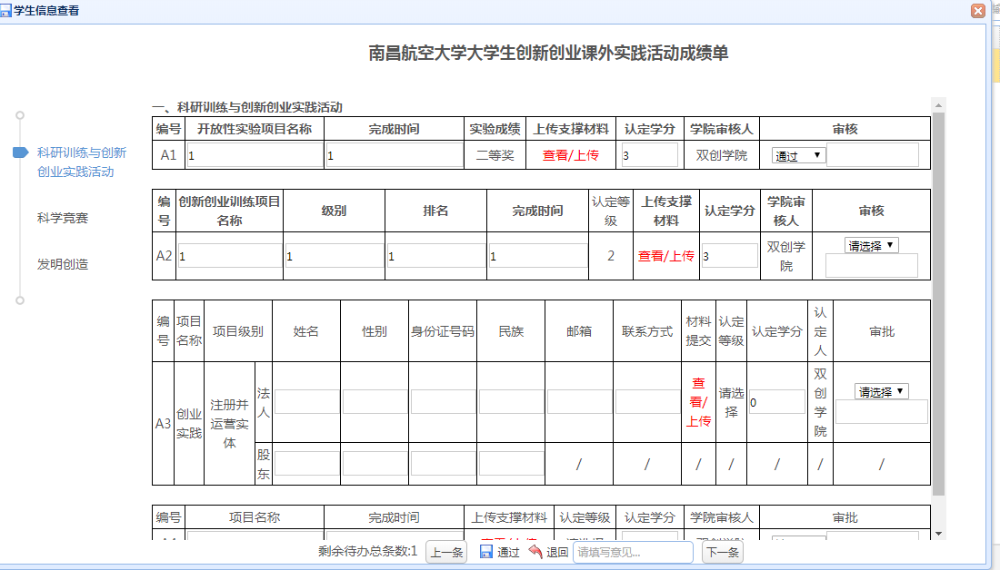 学生信息查看
南昌航空大学大学生创新创业课外实践活动成绩单
科研训练与创新
创业实践活动
科学竞赛
发明创造
一、科研训练与创新创业实践活动
编号 开放性实验项目名称 完成时间 实验成绩 上传支撑材料 认定学分 学院审核人 审核
A1 1 1 二等奖 查看/上传 3 双创学院 通过
编号 创新创业训练项目名称 级别 排名 完成时间 认定等级 上传支撑材料 认定学分 学院审核人 审核
A2 1 1 1 1 2 查看/上传 3 双创学院 请选择
编号 项目名称 项目级别 姓名 性别 身份证号码 民族 邮箱 联系方式 材料提交 认定等级 认定学分 认定人 审批
A3 创业实践 注册并运营实体 法人 查看/上传 请选择 0 双创学院 请选择
股东 / / / / / / /
编号 项目名称 完成时间 上传支撑材料 认定等级 认定学分 学院审核人 审批
剩余待办总条数:1 上一条 通过 退回 请填写意见... 下一条